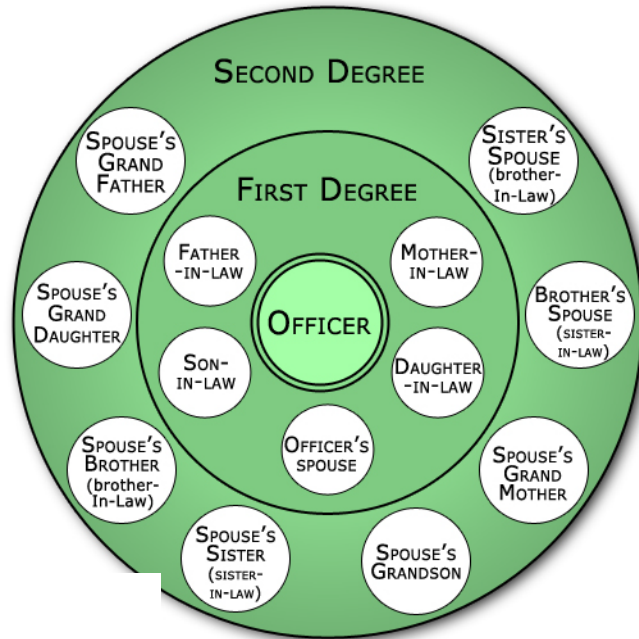 SECOND DEGREE
SPOUSE'S
GRAND
FATHER
SISTER'S
SPOUSE
(brother-
In-Law)
FIRST DEGREE
FATHER
-IN-LAW
MOTHER-
IN-LAW
SPOUSE'S
GRAND
DAUGHTER
OFFICER
BROTHER'S
SPOUSE
(SISTER-
IN-LAW)
SON-
IN-LAW
DAUGHTER
-IN-LAW
OFFICER'S
SPOUSE
SPOUSE'S
BROTHER
(brother-
In-Law)
SPOUSE'S
GRAND
MOTHER
SPOUSE'S
SISTER
(SISTER-
IN-LAW)
SPOUSE'S
GRANDSON